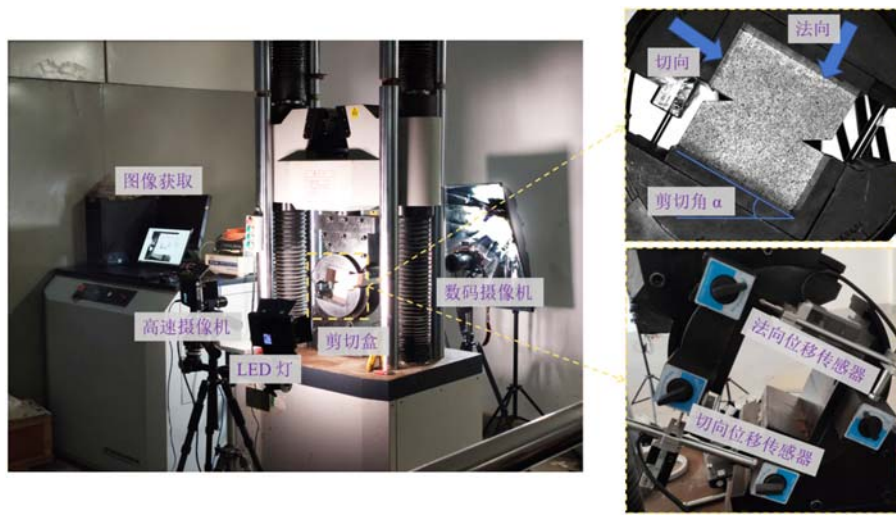 图像获取
高速摄像机
LED 灯
剪切盒
数码摄像机
法向
切向
剪切角 α
法向位移传感器
切向位移传感器